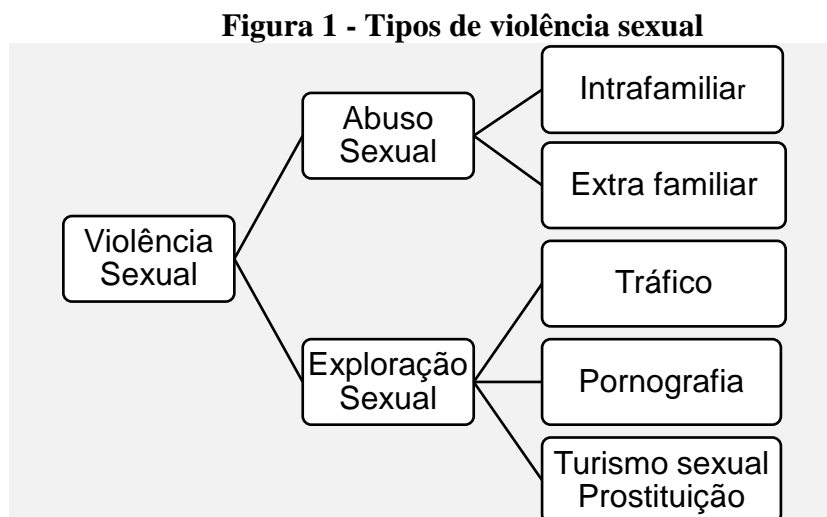 Figura 1 - Tipos de violência sexual
Violência
Sexual
Abuso
Sexual
Intrafamiliar
Extra familiar
Exploração
Sexual
Tráfico
Pornografia
Turismo sexual
Prostituição